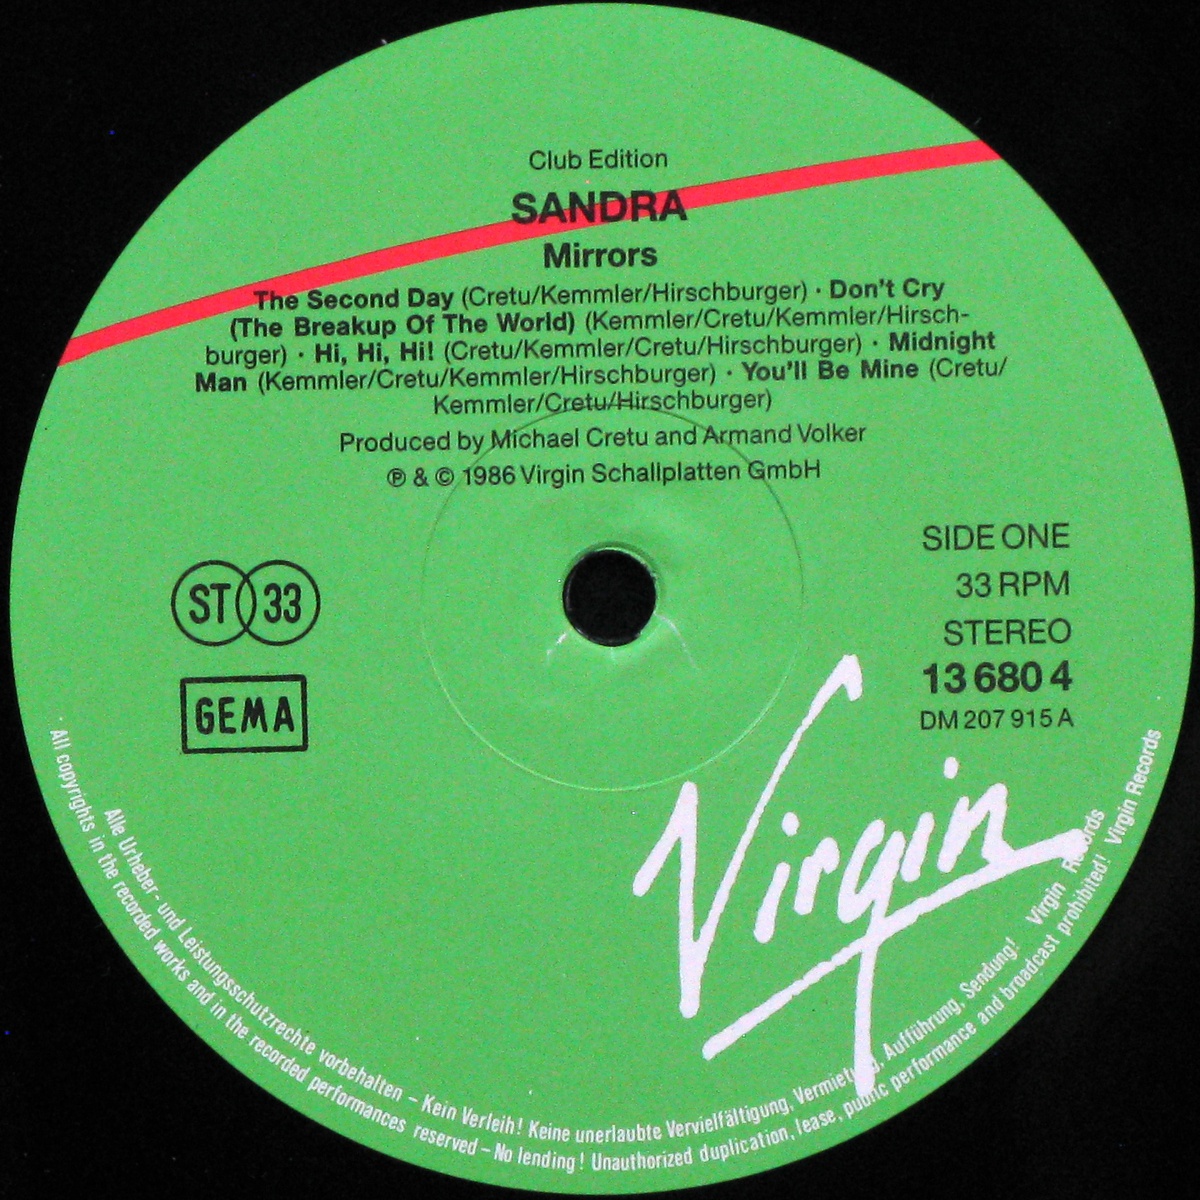 Club Edition
SANDRA
Mirrors
The Second Day (Cretu/Kemmler/Hirschburger) · Don't Cry
(The Breakup Of The World) (Kemmler/Cretu/Kemmler/Hirsch-
burger) · Hi, Hi, Hi! (Cretu/Kemmler/Cretu/Hirschburger) · Midnight
Man (Kemmler/Cretu/Kemmler/Hirschburger) · You'll Be Mine (Cretu/
Kemmler/Cretu/Hirschburger)
Produced by Michael Cretu and Armand Volker
℗ & © 1986 Virgin Schallplatten GmbH
SIDE ONE
33 RPM
STEREO
13 680 4
DM 207 915 A
ST 33
GEMA
Virgin
Alle Urheber- und Leistungsschutzrechte vorbehalten – Kein Verleih! Keine unerlaubte Vervielfältigung, Vermietung, Aufführung, Sendung! Virgin Records
All copyrights in the recorded works and in the recorded performances reserved – No lending! Unauthorized duplication, lease, public performance and broadcast prohibited! Virgin Records